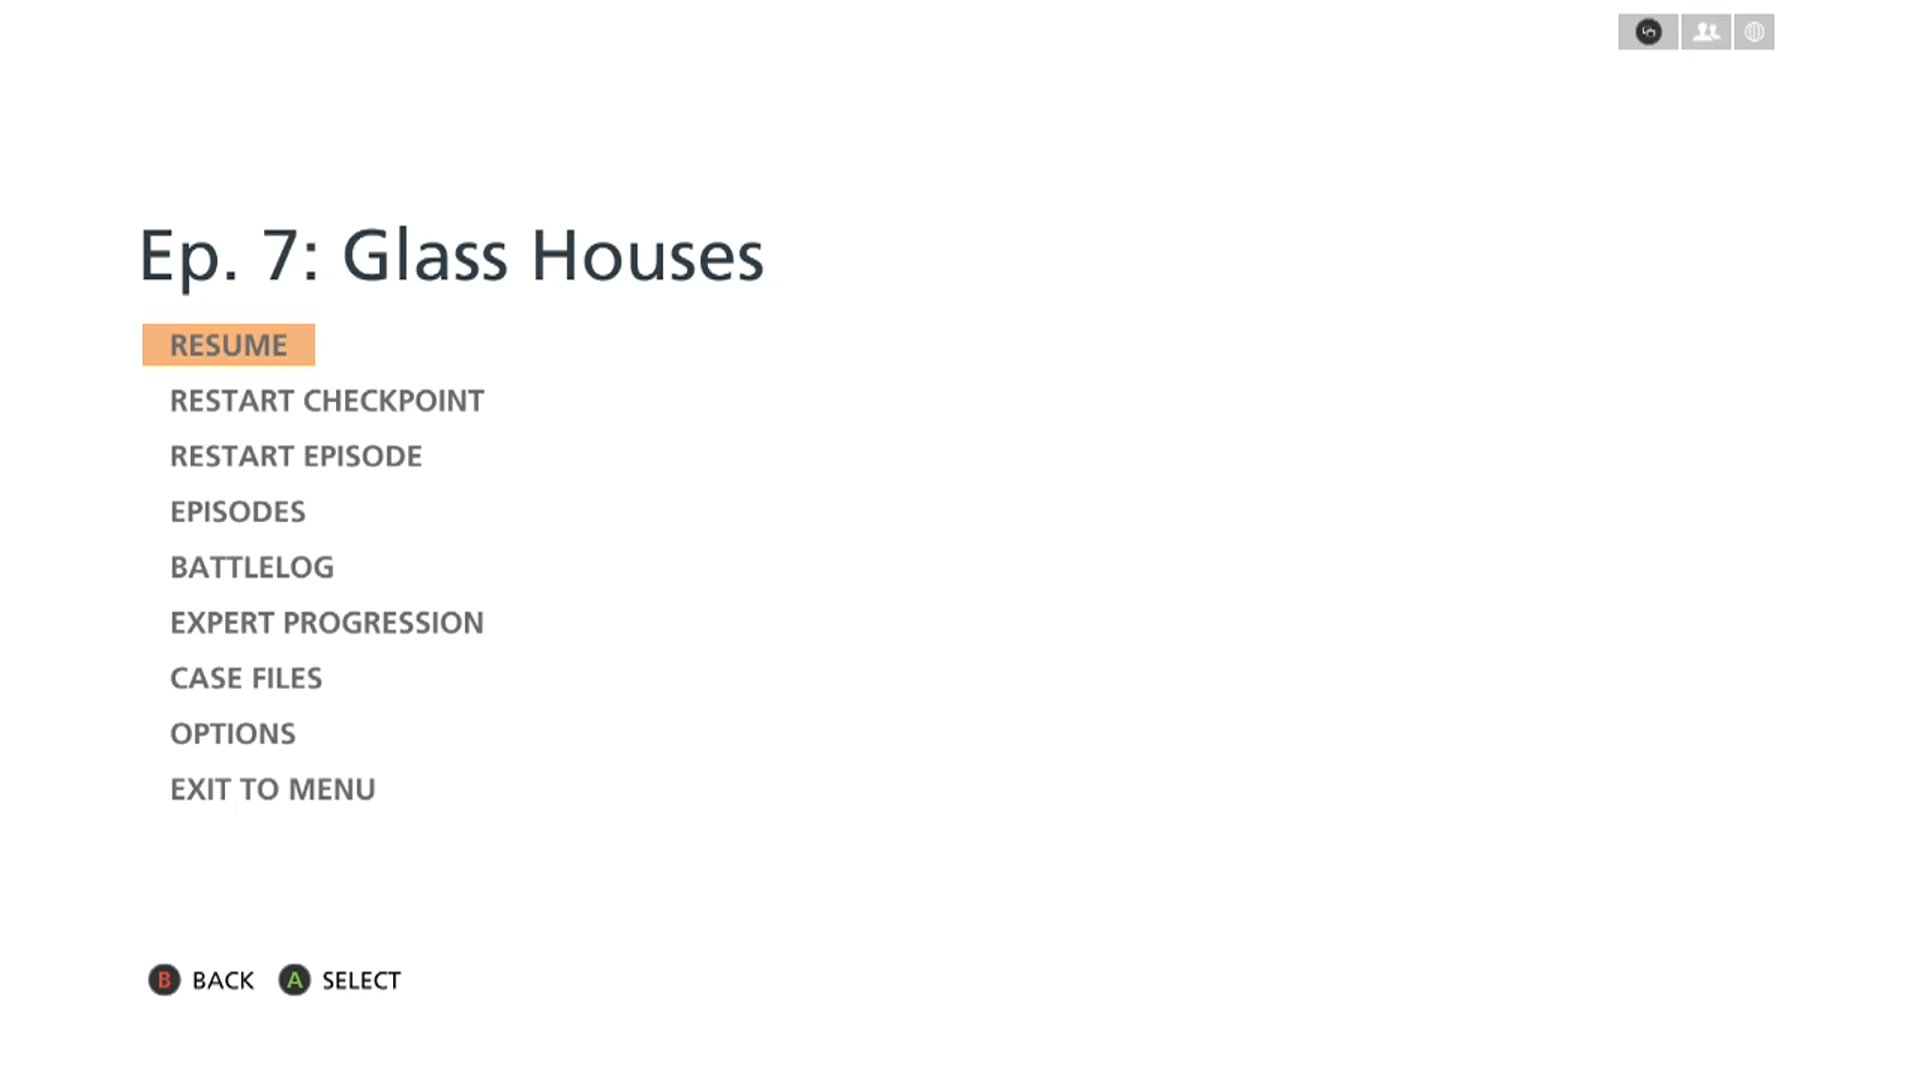 Ep. 7: Glass Houses
RESUME
RESTART CHECKPOINT
RESTART EPISODE
EPISODES
BATTLELOG
EXPERT PROGRESSION
CASE FILES
OPTIONS
EXIT TO MENU
B BACK A SELECT